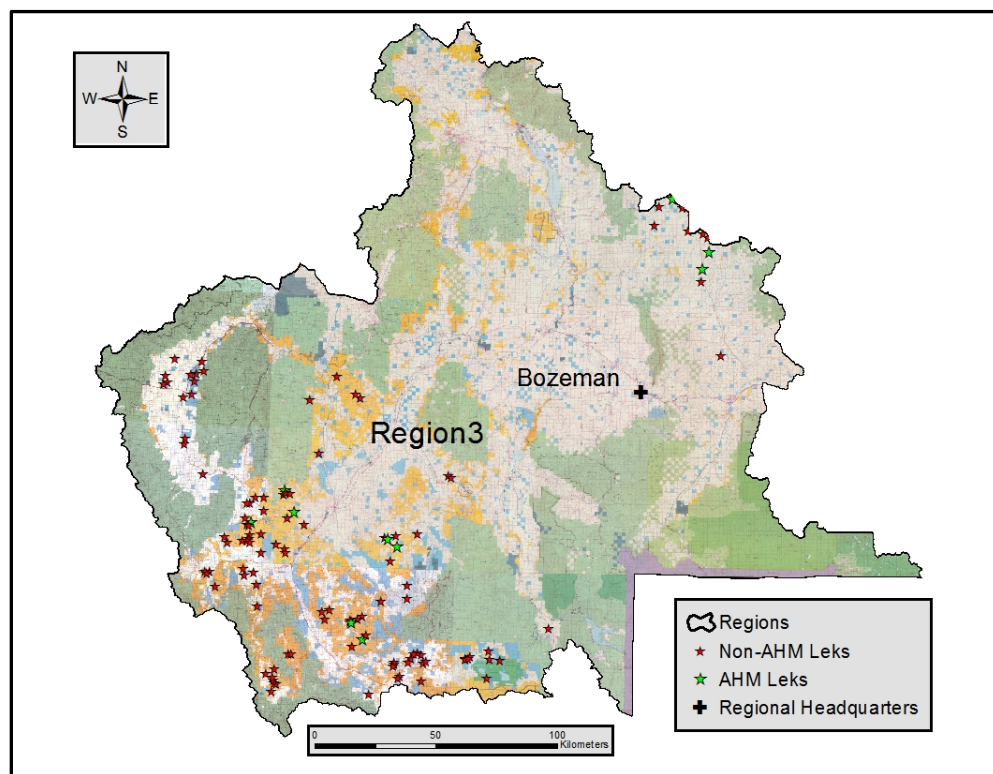 N
W E
S
Bozeman
Region3
Regions
Non-AHM Leks
AHM Leks
Regional Headquarters
0 50 100
Kilometers